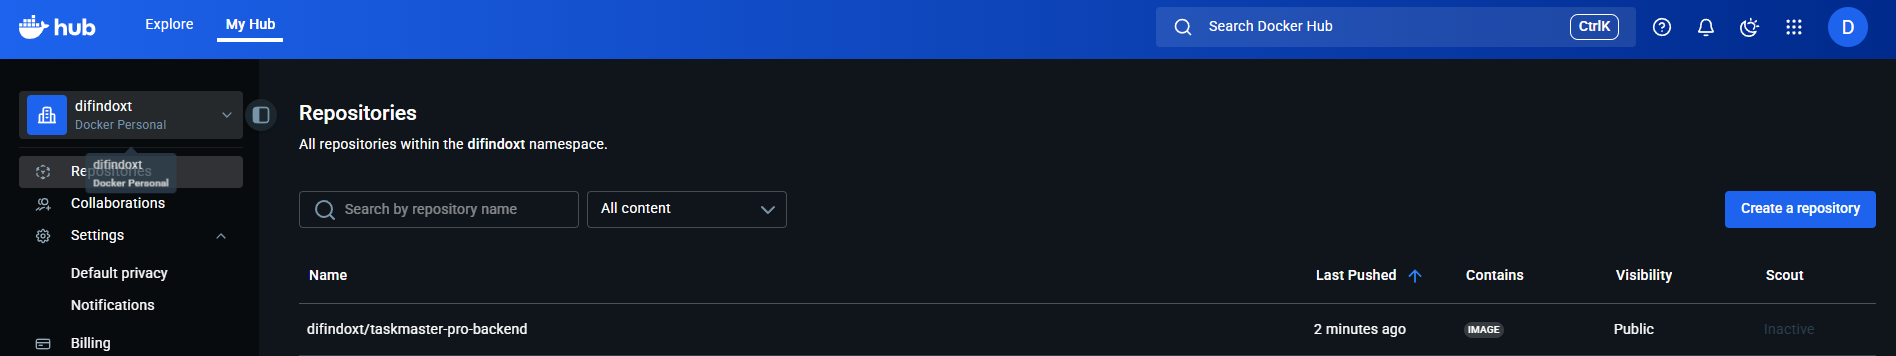 hub
Explore
My Hub
Search Docker Hub
CtrlK
D
difindoxt
Docker Personal
difindoxt
Docker Personal
Repositories
Collaborations
Settings
Default privacy
Notifications
Billing
Repositories
All repositories within the difindoxt namespace.
Search by repository name
All content
Create a repository
Name
Last Pushed
Contains
Visibility
Scout
difindoxt/taskmaster-pro-backend
2 minutes ago
IMAGE
Public
Inactive